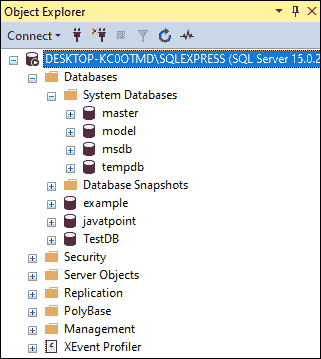 Object Explorer
Connect
DESKTOP-KC0OTMD\SQLEXPRESS (SQL Server 15.0.2
Databases
System Databases
master
model
msdb
tempdb
Database Snapshots
example
javatpoint
TestDB
Security
Server Objects
Replication
PolyBase
Management
XEvent Profiler